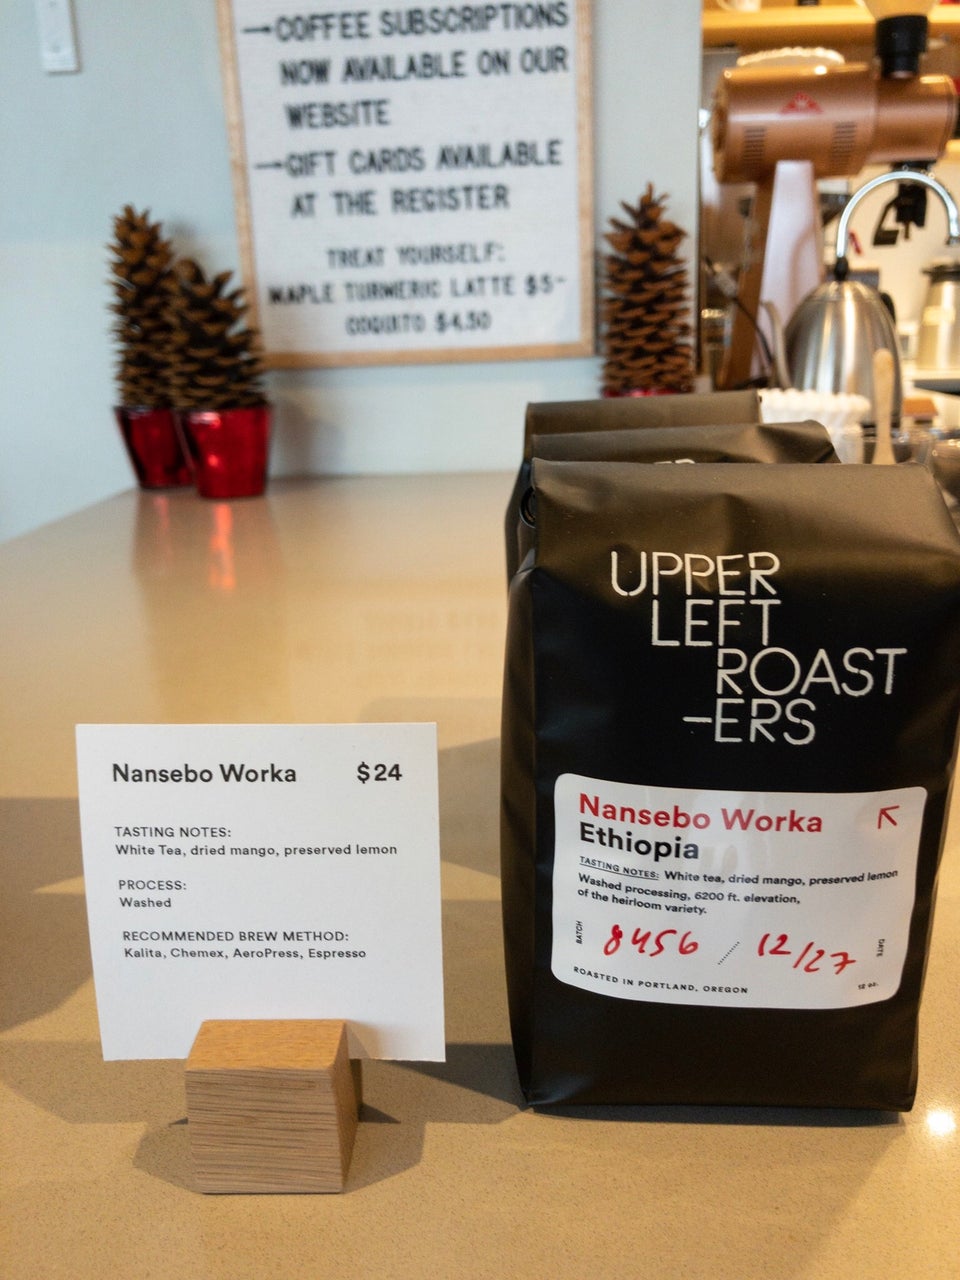 →COFFEE SUBSCRIPTIONS
NOW AVAILABLE ON OUR
WEBSITE
→GIFT CARDS AVAILABLE
AT THE REGISTER
TREAT YOURSELF:
MAPLE TURMERIC LATTE $5-
COQUITO $4.50
UPPER
LEFT
ROAST
-ERS
Nansebo Worka $24
TASTING NOTES:
White Tea, dried mango, preserved lemon
PROCESS:
Washed
RECOMMENDED BREW METHOD:
Kalita, Chemex, AeroPress, Espresso
Nansebo Worka
Ethiopia
TASTING NOTES: White tea, dried mango, preserved lemon
Washed processing, 6200 ft. elevation,
of the heirloom variety.
BATCH 8456 / 12/27 DATE
ROASTED IN PORTLAND, OREGON 12 oz.